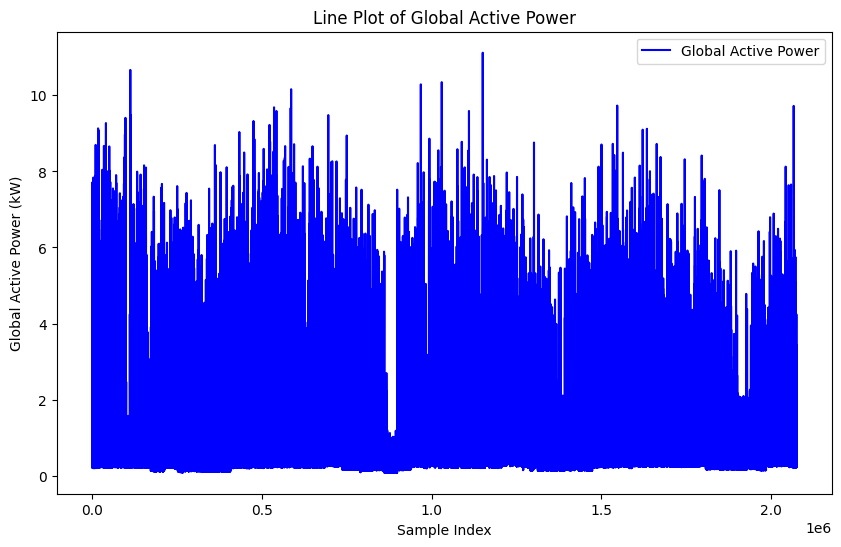 Line Plot of Global Active Power
Global Active Power
Global Active Power (kW)
10
8
6
4
2
0
0.0
0.5
1.0
1.5
2.0
1e6
Sample Index